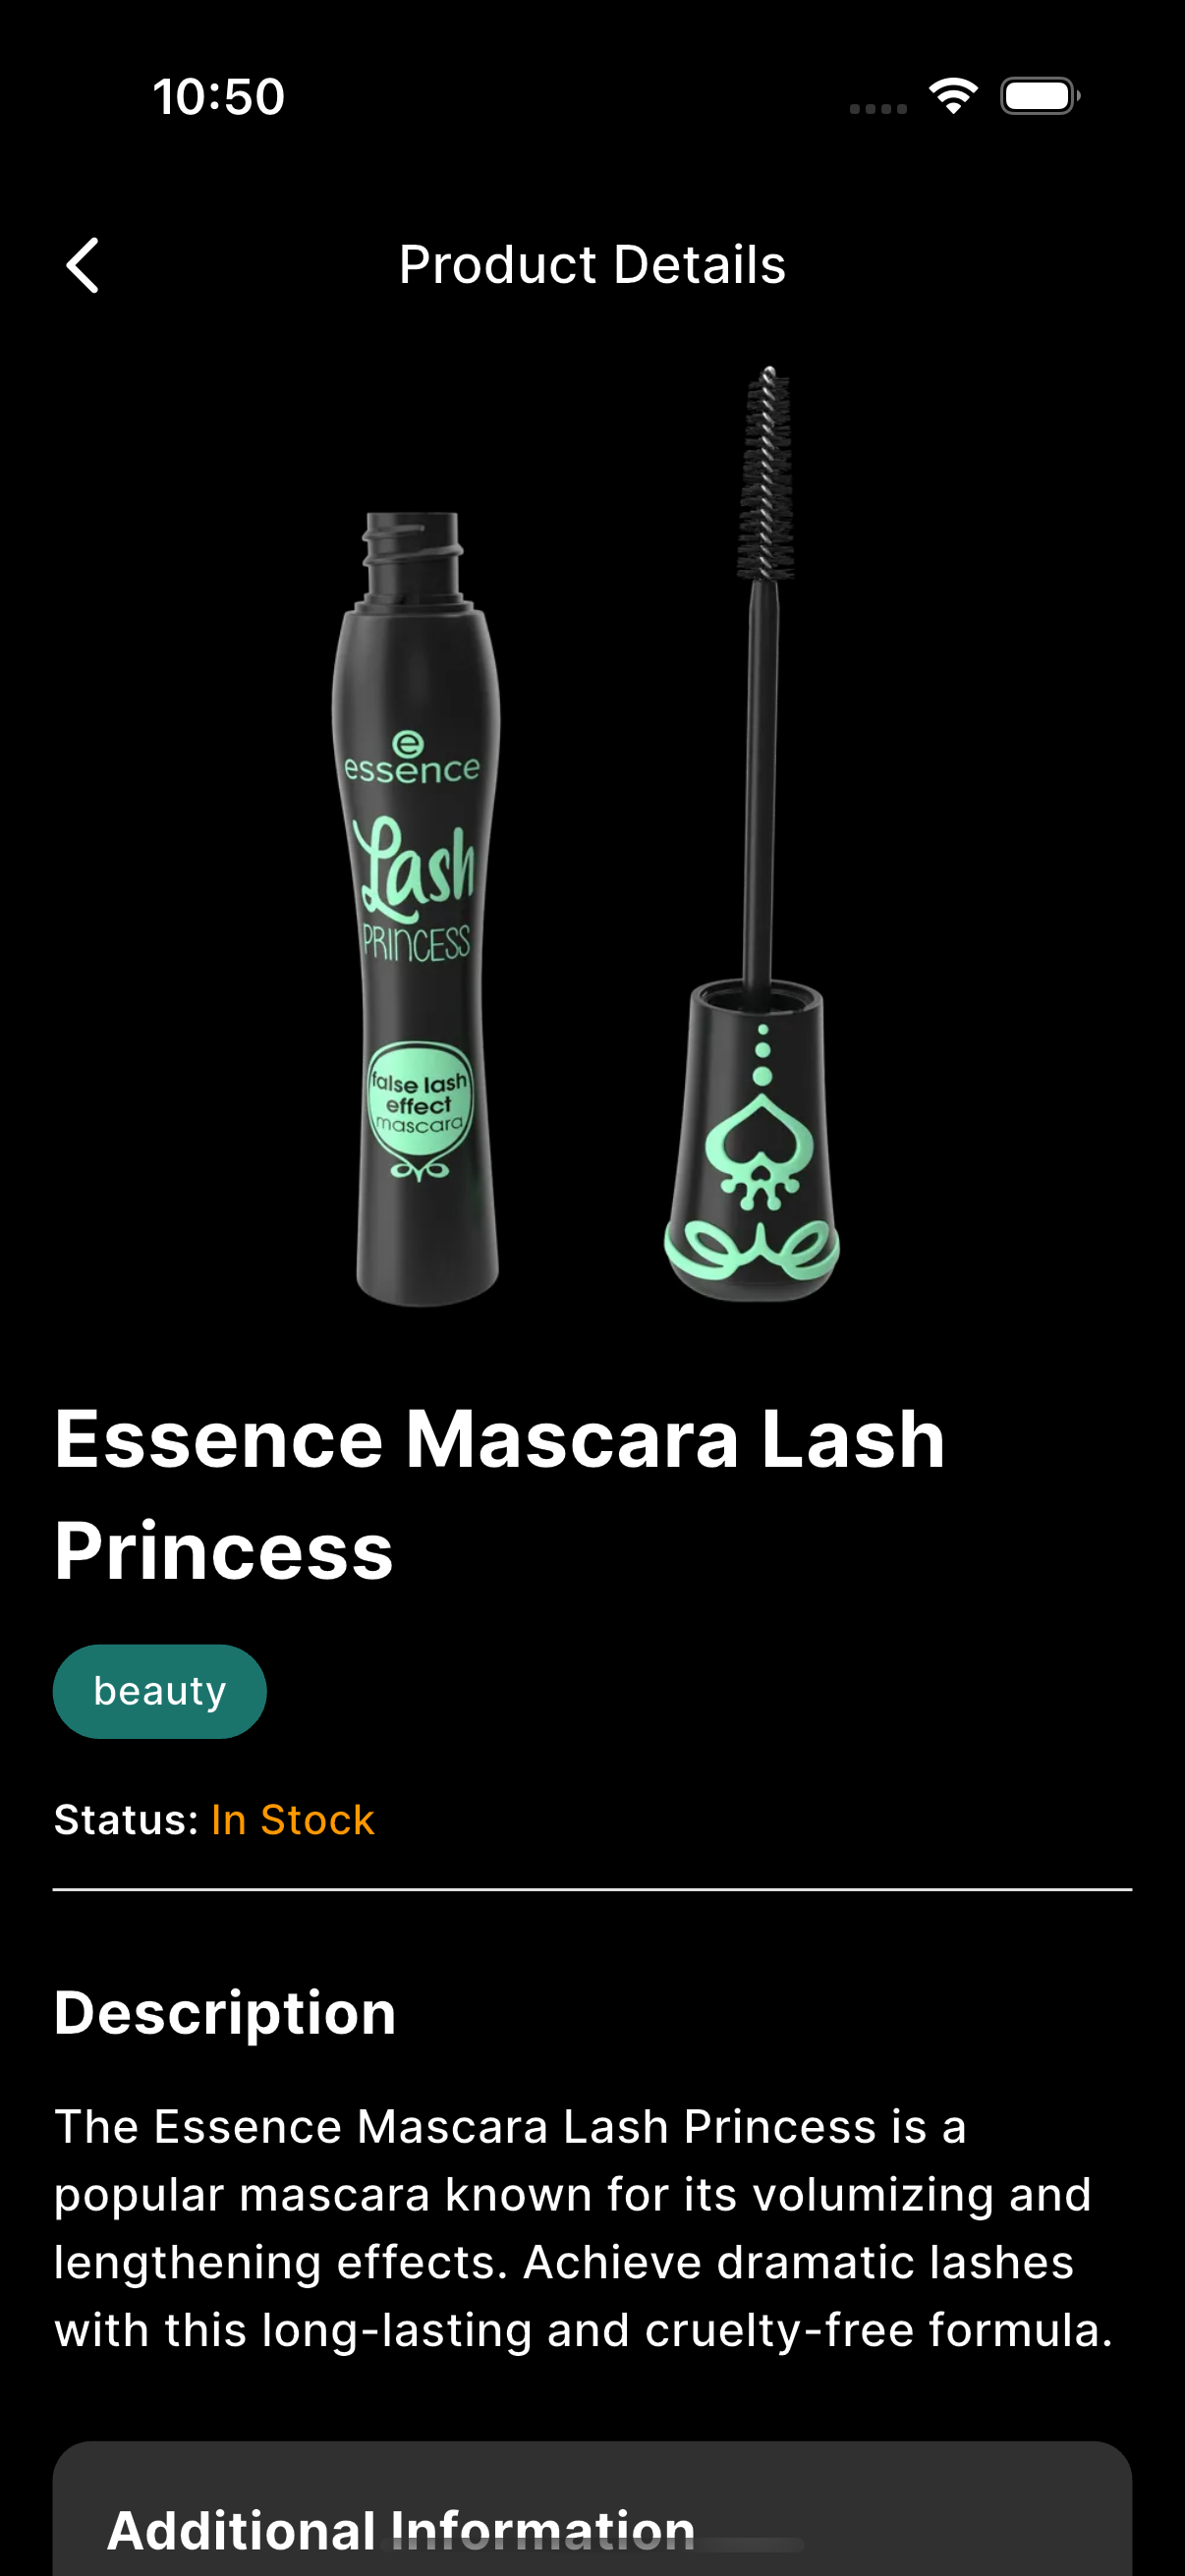 10:50
Product Details
e
essence
Lash
PRINCESS
false lash
effect
mascara
Essence Mascara Lash
Princess
beauty
Status: In Stock
Description
The Essence Mascara Lash Princess is a
popular mascara known for its volumizing and
lengthening effects. Achieve dramatic lashes
with this long-lasting and cruelty-free formula.
Additional Information